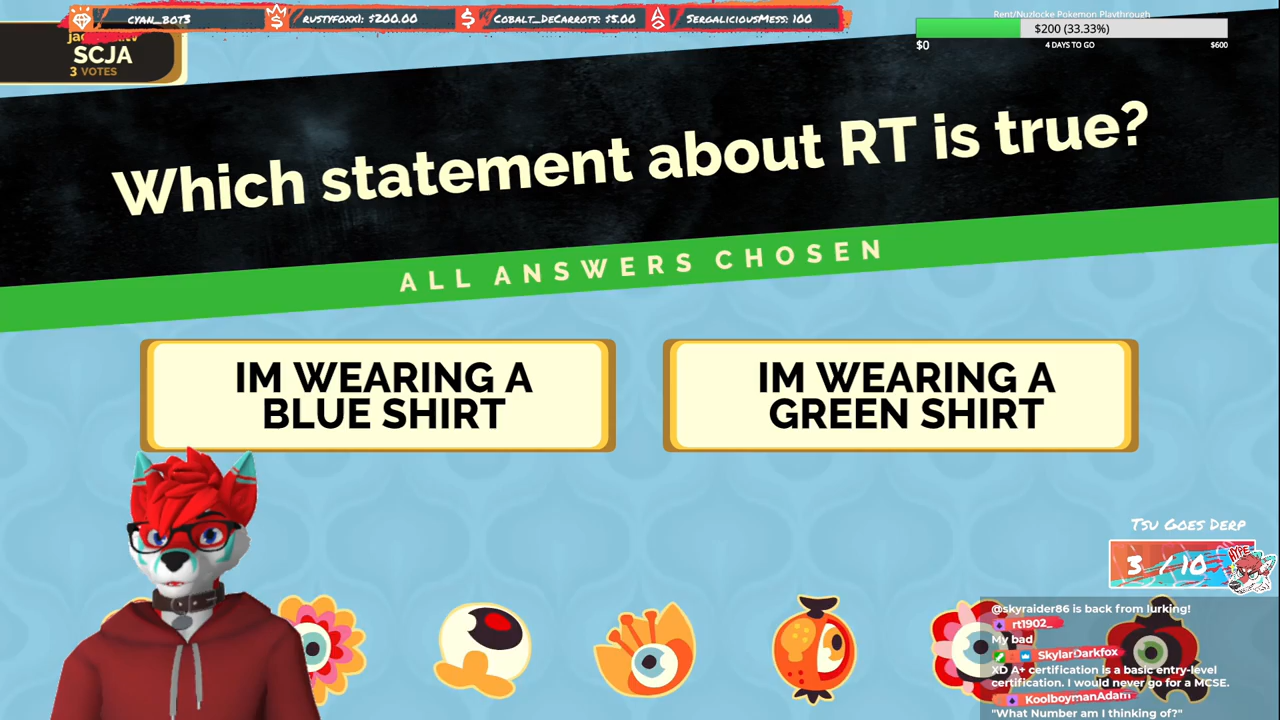 CYAN_BOT3
RUSTYFOXXI: $200.00
COBALT_DECARROTS: $5.00
SERGALICIOUSMESS: 100
Rent/Nuzlocke Pokemon Playthrough
$200 (33.33%)
$0
4 DAYS TO GO
$600
SCJA
3 VOTES
Which statement about RT is true?
ALL ANSWERS CHOSEN
IM WEARING A
BLUE SHIRT
IM WEARING A
GREEN SHIRT
TSU GOES DERP
3 / 10
HYPE
@skyraider86 is back from lurking!
rt1902_
My bad
SkylarDarkfox
XD A+ certification is a basic entry-level
certification. I would never go for a MCSE.
KoolboymanAdam
"What Number am I thinking of?"